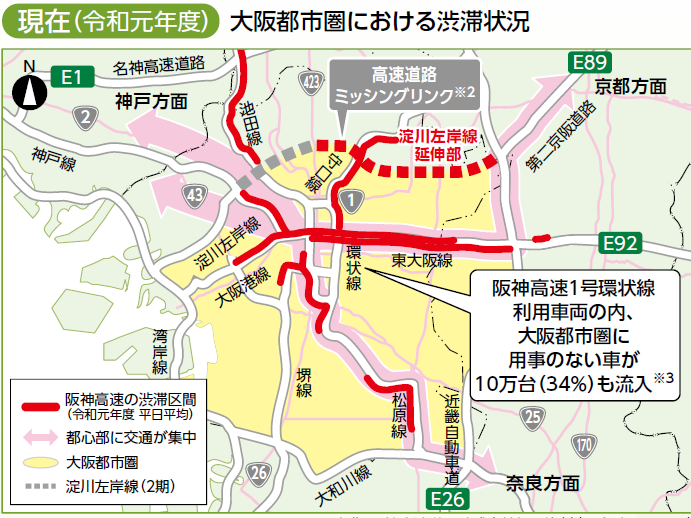 現在(令和元年度) 大阪都市圏における渋滞状況
E1
名神高速道路
423
高速道路
ミッシングリンク※2
E89
京都方面
神戸方面
2
池田線
守口線
淀川左岸線
延伸部
第二京阪道路
神戸線
43
1
淀川左岸線
E92
環状線
東大阪線
大阪港線
阪神高速1号環状線
利用車両の内、
大阪都市圏に
用事のない車が
10万台(34%)も流入※3
湾岸線
堺線
松原線
近畿自動車道
阪神高速の渋滞区間
(令和元年度 平日平均)
都心部に交通が集中
大阪都市圏
淀川左岸線(2期)
25
170
26
大和川線
E26
奈良方面